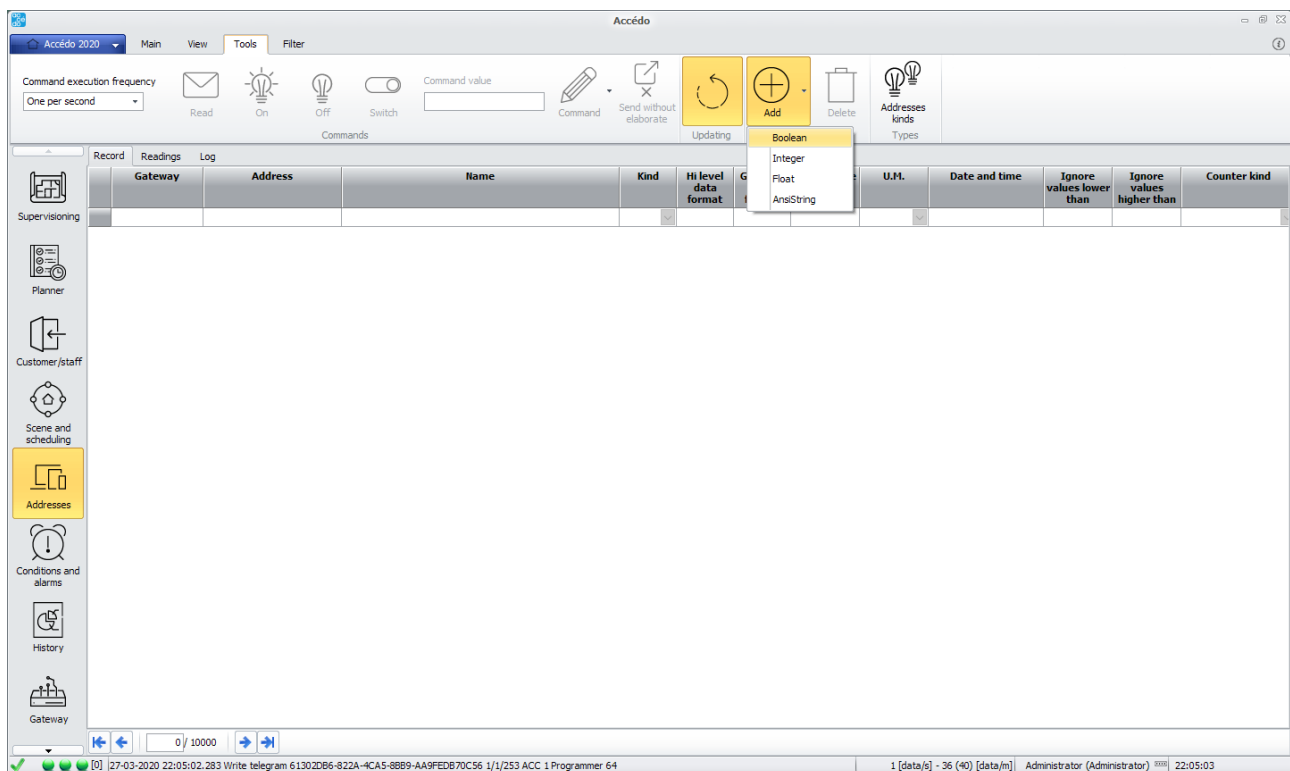 Accédo
Accédo 2020
Main
View
Tools
Filter
Command execution frequency
One per second
Read
On
Off
Switch
Command value
Command
Send without
elaborate
Add
Delete
Addresses
kinds
Commands
Updating
Types
Boolean
Integer
Float
AnsiString
Record
Readings
Log
Gateway
Address
Name
Kind
Hi level
data
format
U.M.
Date and time
Ignore
values lower
than
Ignore
values
higher than
Counter kind
Supervisioning
Planner
Customer/staff
Scene and
scheduling
Addresses
Conditions and
alarms
History
Gateway
0 / 10000
[0] 27-03-2020 22:05:02.283 Write telegram 61302DB6-822A-4CA5-8BB9-AA9FEDB70C56 1/1/253 ACC 1 Programmer 64
1 [data/s] - 36 (40) [data/m]
Administrator (Administrator)
22:05:03